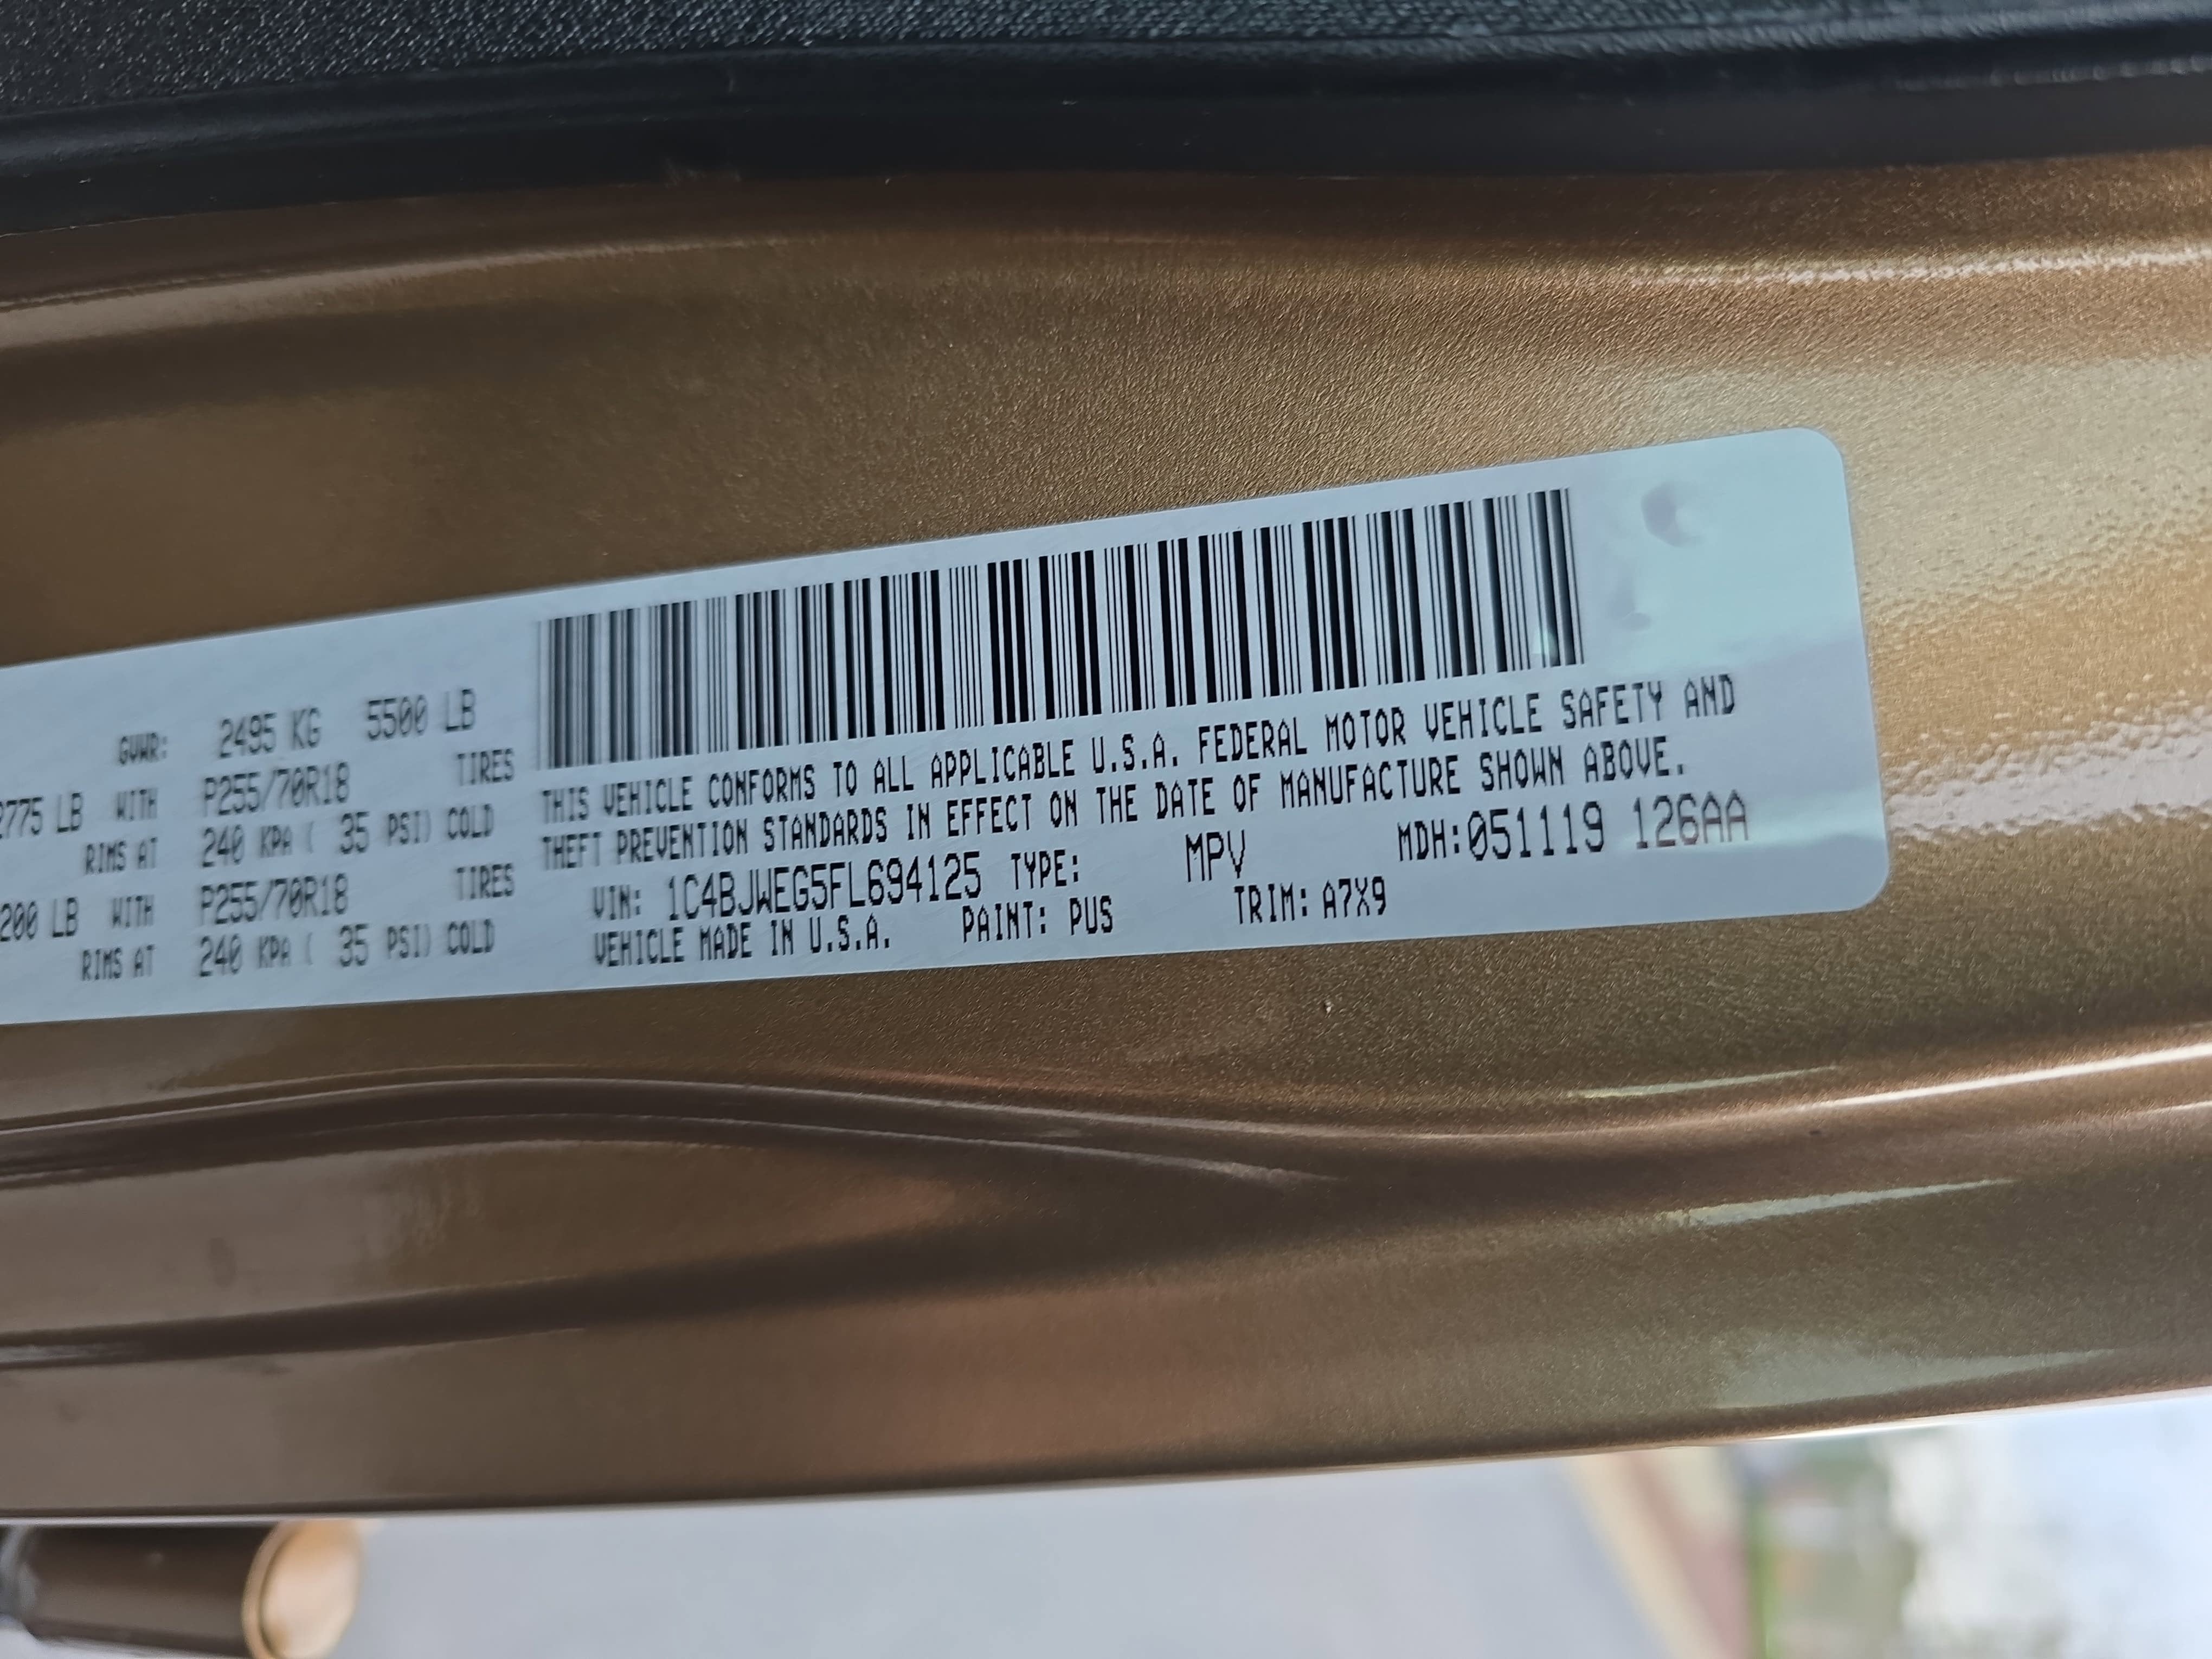 GVWR: 2495 KG 5500 LB
2775 LB WITH P255/70R18 TIRES
RIMS AT 240 KPA ( 35 PSI) COLD
200 LB WITH P255/70R18 TIRES
RIMS AT 240 KPA ( 35 PSI) COLD
THIS VEHICLE CONFORMS TO ALL APPLICABLE U.S.A. FEDERAL MOTOR VEHICLE SAFETY AND
THEFT PREVENTION STANDARDS IN EFFECT ON THE DATE OF MANUFACTURE SHOWN ABOVE.
VIN: 1C4BJWEG5FL694125 TYPE: MPV MDH:051119 126AA
VEHICLE MADE IN U.S.A. PAINT: PUS TRIM: A7X9